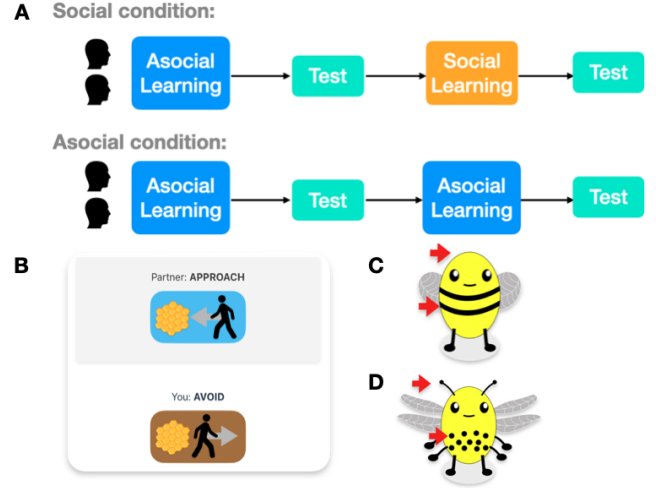 A
Social condition:
Asocial
Learning
Test
Social
Learning
Test
Asocial condition:
Asocial
Learning
Test
Asocial
Learning
Test
B
Partner: APPROACH
You: AVOID
C
D